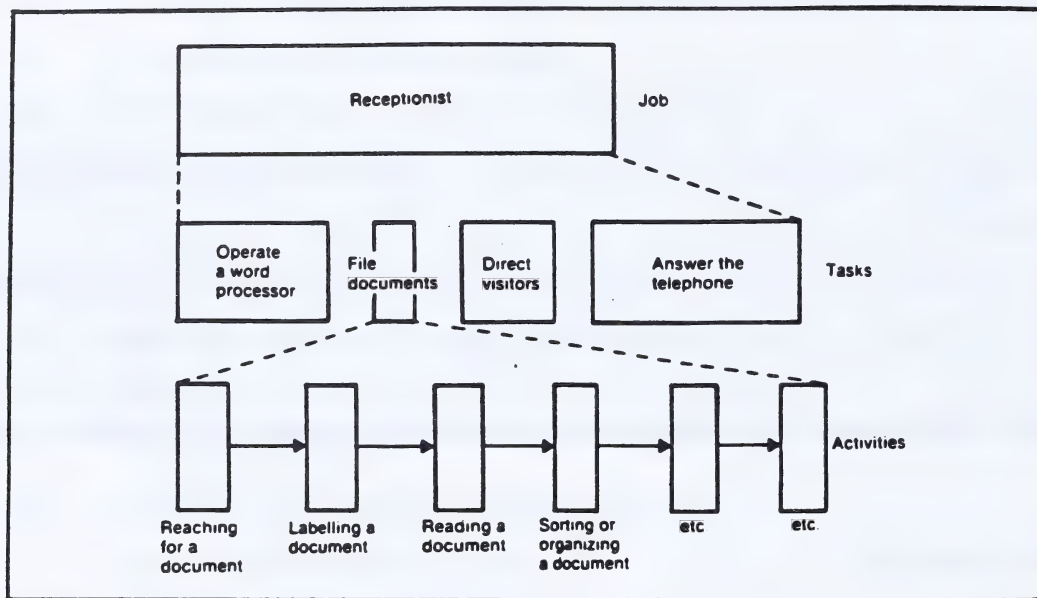 Receptionist
Job
Operate
a word
processor
File
documents
Direct
visitors
Answer the
telephone
Tasks
Activities
Reaching
for a
document
Labelling a
document
Reading a
document
Sorting or
organizing
a document
etc
etc.